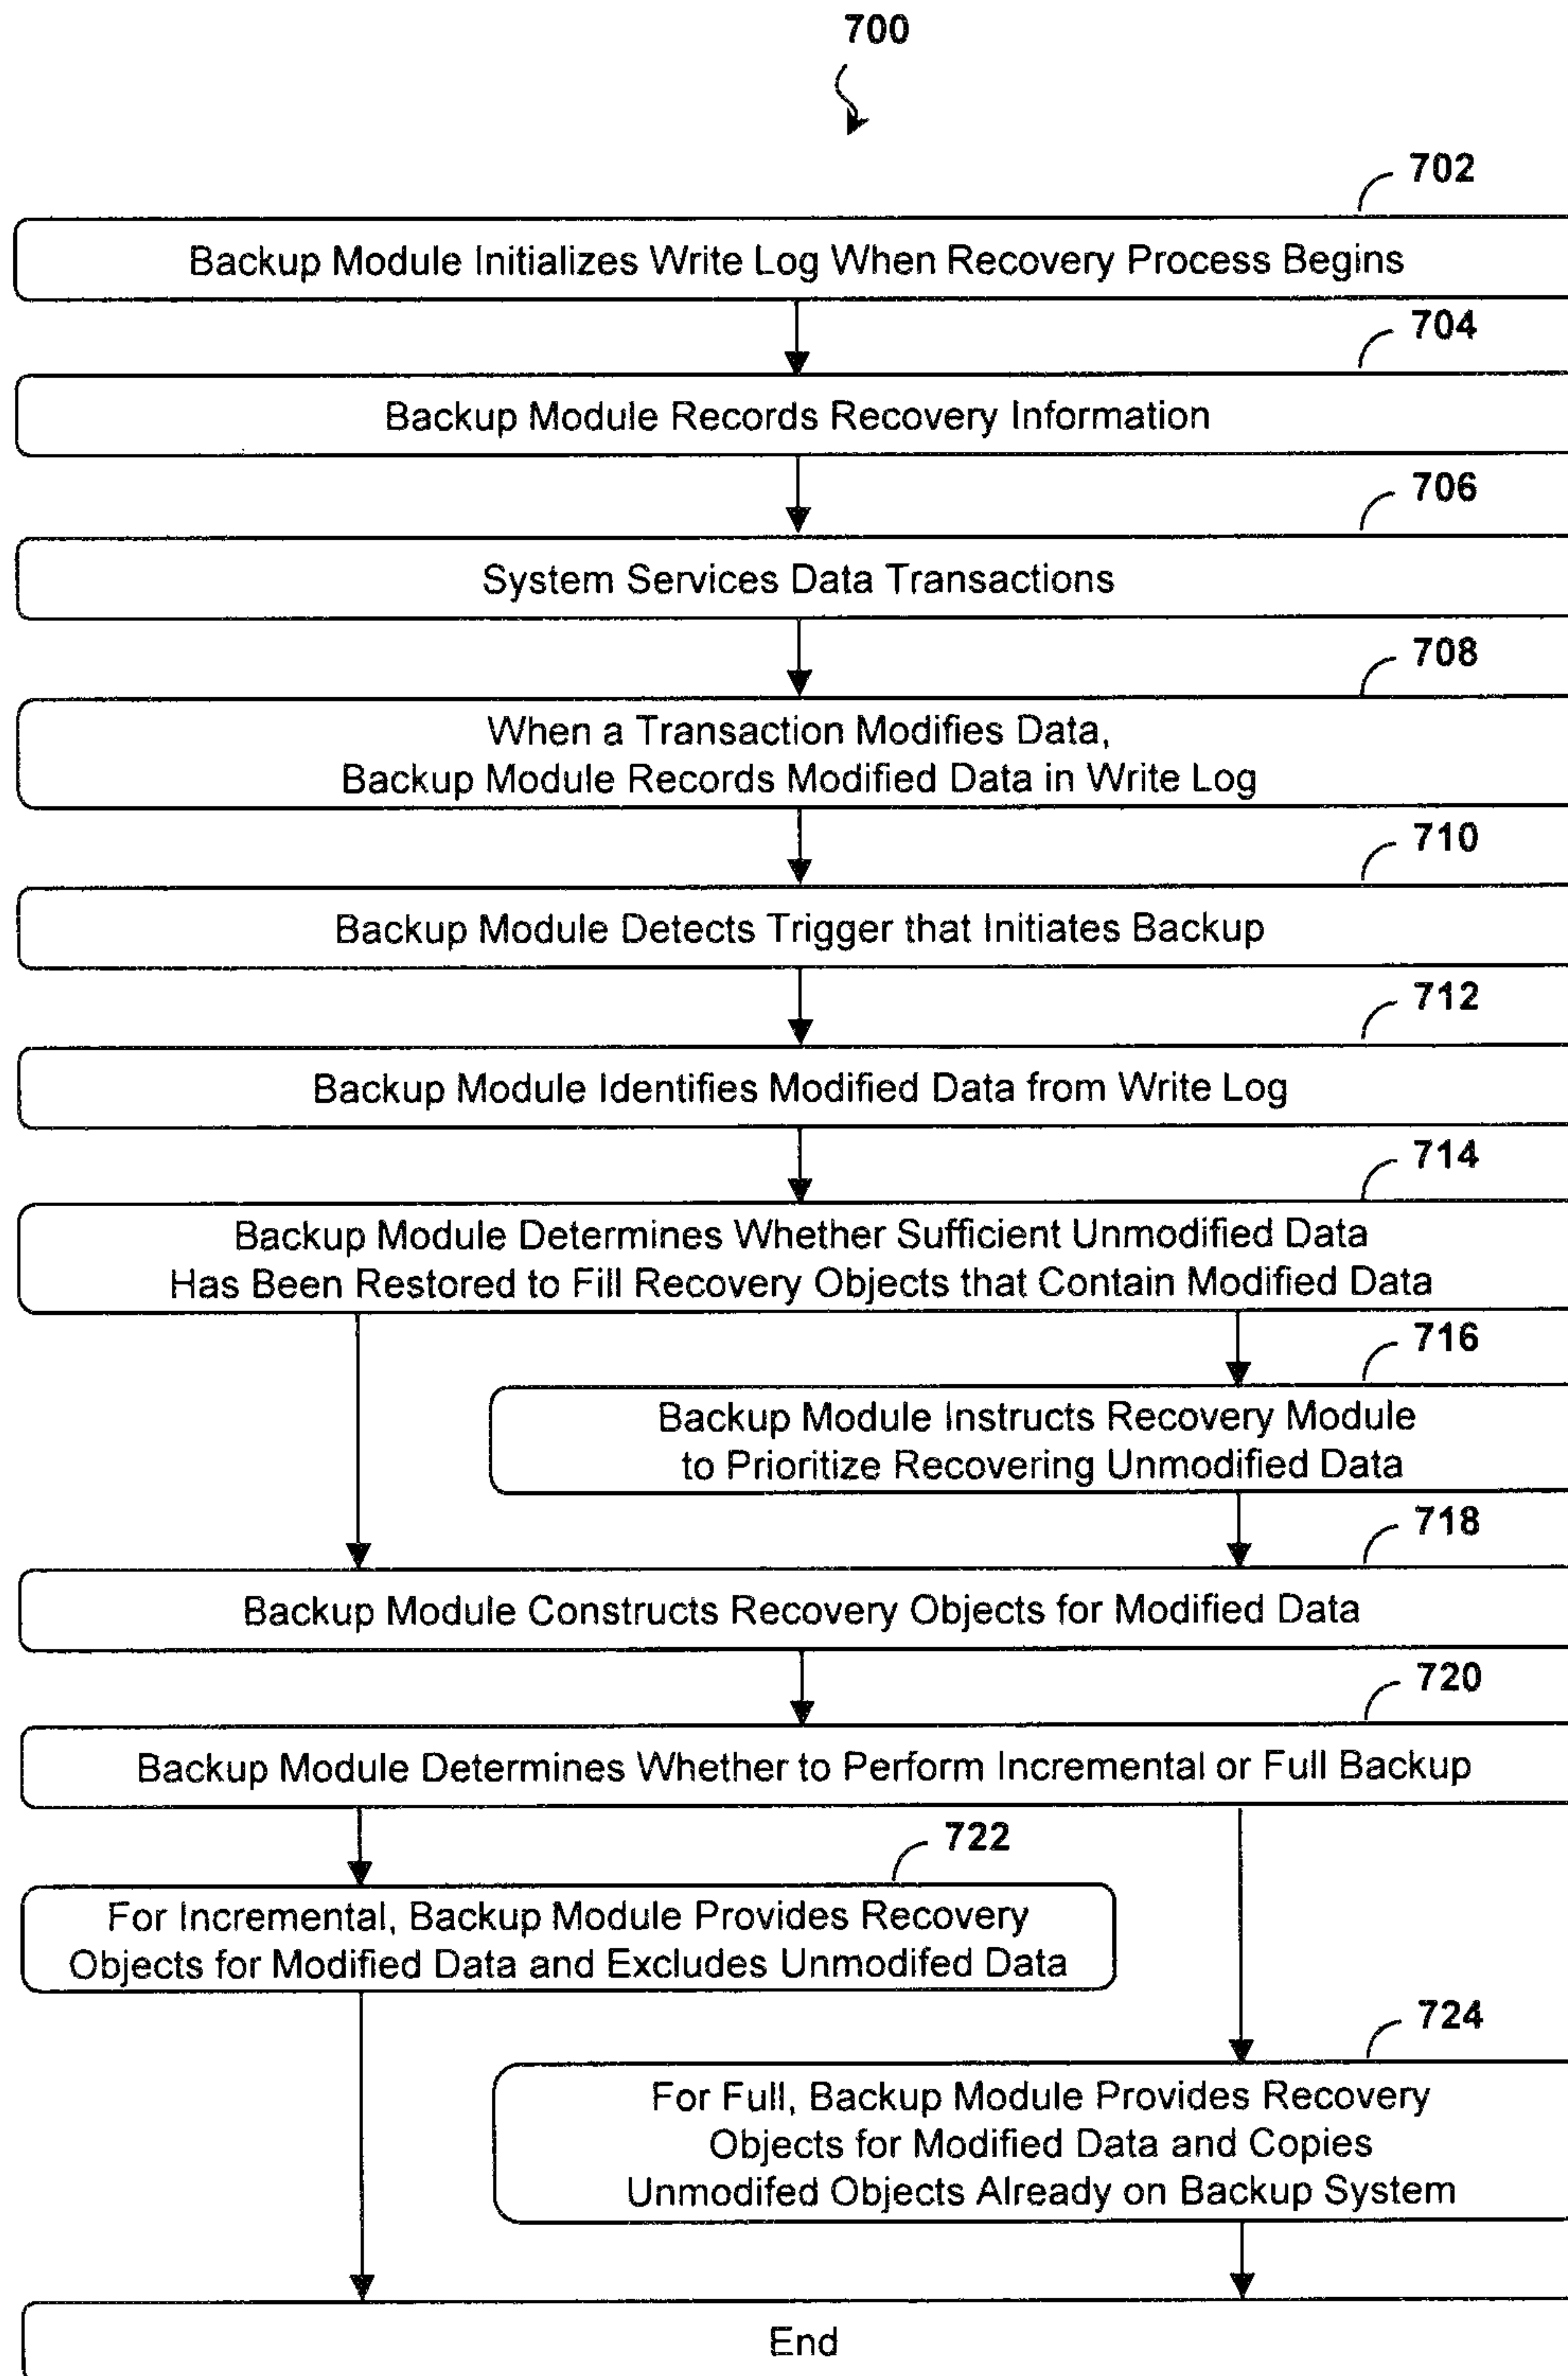 700
702
Backup Module Initializes Write Log When Recovery Process Begins
704
Backup Module Records Recovery Information
706
System Services Data Transactions
708
When a Transaction Modifies Data,
Backup Module Records Modified Data in Write Log
710
Backup Module Detects Trigger that Initiates Backup
712
Backup Module Identifies Modified Data from Write Log
714
Backup Module Determines Whether Sufficient Unmodified Data
Has Been Restored to Fill Recovery Objects that Contain Modified Data
716
Backup Module Instructs Recovery Module
to Prioritize Recovering Unmodified Data
718
Backup Module Constructs Recovery Objects for Modified Data
720
Backup Module Determines Whether to Perform Incremental or Full Backup
722
For Incremental, Backup Module Provides Recovery
Objects for Modified Data and Excludes Unmodifed Data
724
For Full, Backup Module Provides Recovery
Objects for Modified Data and Copies
Unmodifed Objects Already on Backup System
End